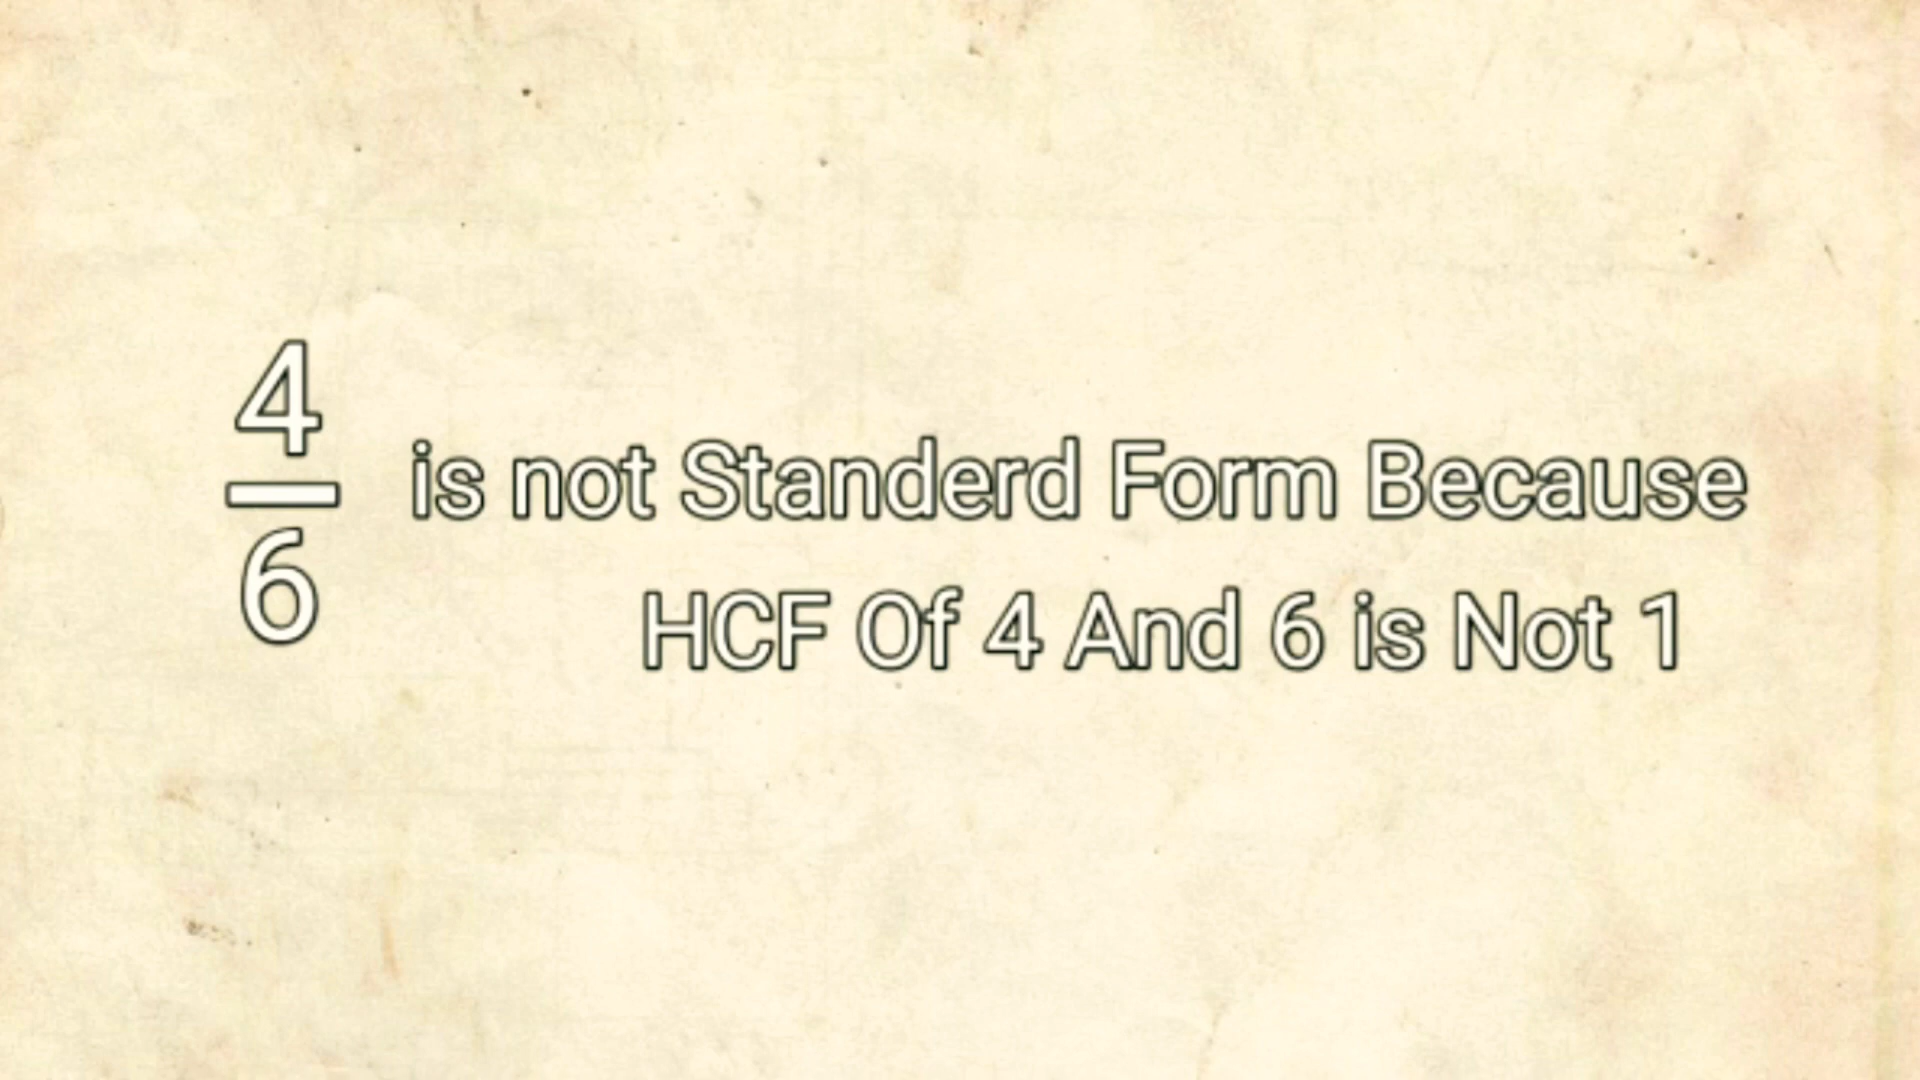 4
6
is not Standerd Form Because
HCF Of 4 And 6 is Not 1